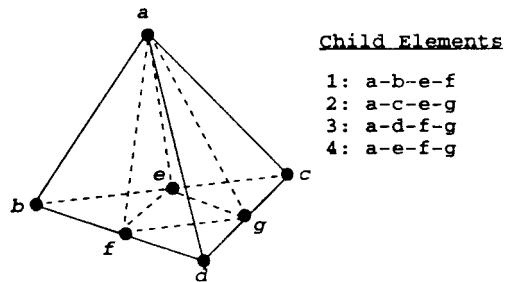 a
Child Elements
1: a-b-e-f
2: a-c-e-g
3: a-d-f-g
4: a-e-f-g
e
c
b
g
f
d